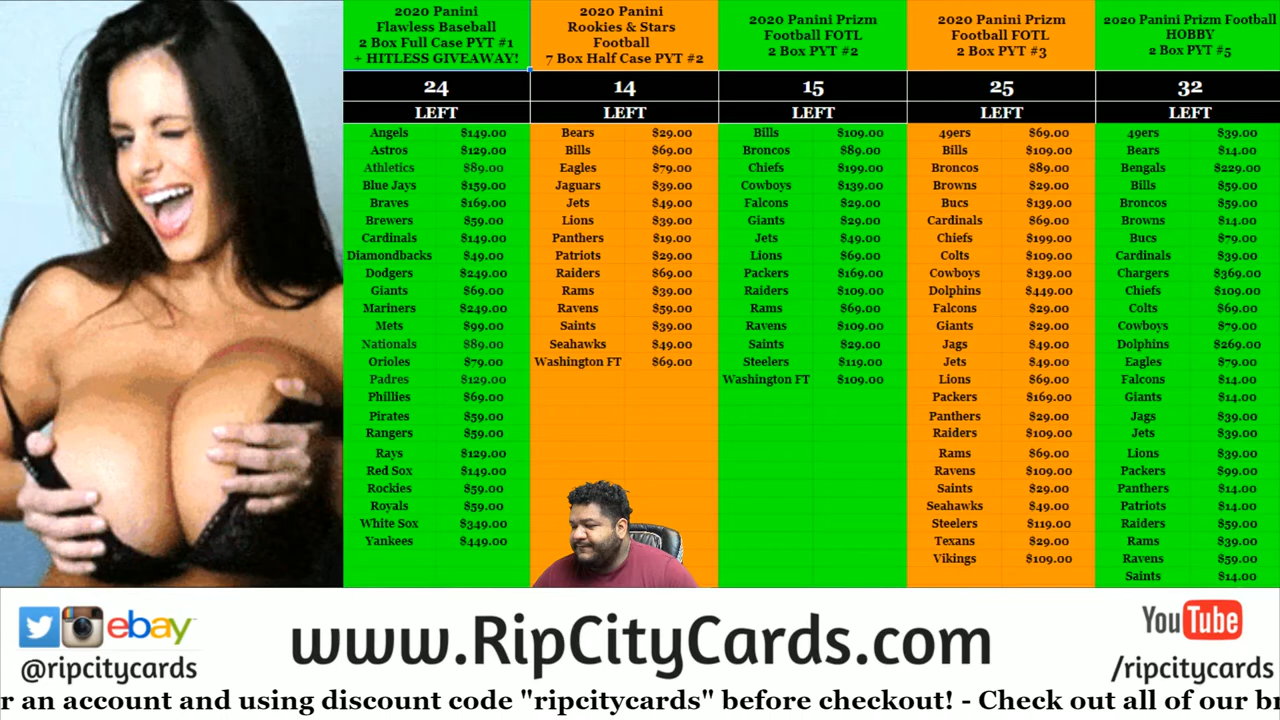 2020 Panini
Flawless Baseball
2 Box Full Case PYT #1
+ HITLESS GIVEAWAY!
24
LEFT
Angels $149.00
Astros $129.00
Athletics $89.00
Blue Jays $159.00
Braves $169.00
Brewers $59.00
Cardinals $149.00
Diamondbacks $49.00
Dodgers $249.00
Giants $69.00
Mariners $249.00
Mets $99.00
Nationals $89.00
Orioles $79.00
Padres $129.00
Phillies $69.00
Pirates $59.00
Rangers $59.00
Rays $129.00
Red Sox $149.00
Rockies $59.00
Royals $59.00
White Sox $349.00
Yankees $449.00
2020 Panini
Rookies & Stars
Football
7 Box Half Case PYT #2
14
LEFT
Bears $29.00
Bills $69.00
Eagles $79.00
Jaguars $39.00
Jets $49.00
Lions $39.00
Panthers $19.00
Patriots $29.00
Raiders $69.00
Rams $39.00
Ravens $59.00
Saints $39.00
Seahawks $49.00
Washington FT $69.00
2020 Panini Prizm
Football FOTL
2 Box PYT #2
15
LEFT
Bills $109.00
Broncos $89.00
Chiefs $199.00
Cowboys $139.00
Falcons $29.00
Giants $29.00
Jets $49.00
Lions $69.00
Packers $169.00
Raiders $109.00
Rams $69.00
Ravens $109.00
Saints $29.00
Steelers $119.00
Washington FT $109.00
2020 Panini Prizm
Football FOTL
2 Box PYT #3
25
LEFT
49ers $69.00
Bills $109.00
Broncos $89.00
Browns $29.00
Bucs $139.00
Cardinals $69.00
Chiefs $199.00
Colts $109.00
Cowboys $139.00
Dolphins $449.00
Falcons $29.00
Giants $29.00
Jags $49.00
Jets $49.00
Lions $69.00
Packers $169.00
Panthers $29.00
Raiders $109.00
Rams $69.00
Ravens $109.00
Saints $29.00
Seahawks $49.00
Steelers $119.00
Texans $29.00
Vikings $109.00
2020 Panini Prizm Football
HOBBY
2 Box PYT #5
32
LEFT
49ers $39.00
Bears $14.00
Bengals $229.00
Bills $59.00
Broncos $59.00
Browns $14.00
Bucs $79.00
Cardinals $39.00
Chargers $369.00
Chiefs $109.00
Colts $69.00
Cowboys $79.00
Dolphins $269.00
Eagles $79.00
Falcons $14.00
Giants $14.00
Jags $39.00
Jets $39.00
Lions $39.00
Packers $99.00
Panthers $14.00
Patriots $14.00
Raiders $59.00
Rams $39.00
Ravens $59.00
Saints $14.00
ebay
@ripcitycards
www.RipCityCards.com
YouTube
/ripcitycards
r an account and using discount code "ripcitycards" before checkout! - Check out all of our br